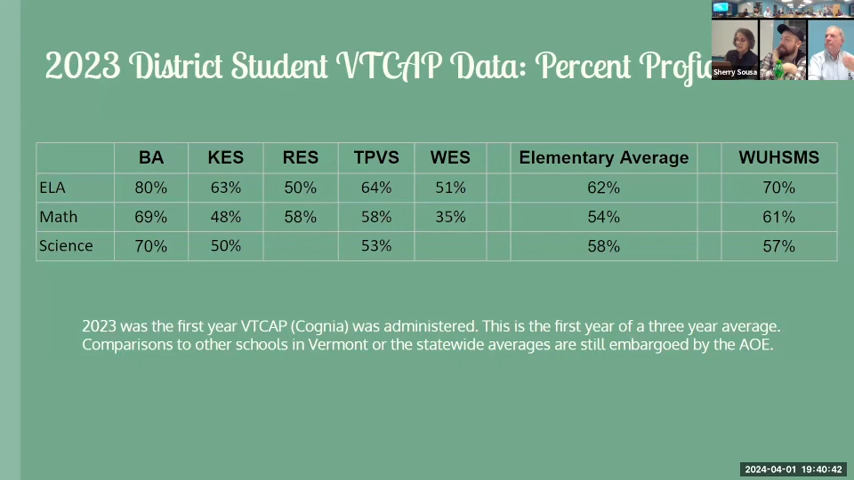 2023 District Student VTCAP Data: Percent
Sherry Sousa
BA KES RES TPVS WES Elementary Average WUHSMS
ELA 80% 63% 50% 64% 51% 62% 70%
Math 69% 48% 58% 58% 35% 54% 61%
Science 70% 50% 53% 58% 57%
2023 was the first year VTCAP (Cognia) was administered. This is the first year of a three year average.
Comparisons to other schools in Vermont or the statewide averages are still embargoed by the AOE.
2024-04-01 19:40:42